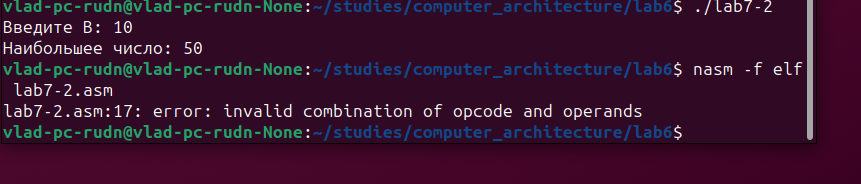 vlad-pc-rudn@vlad-pc-rudn-None:~/studies/computer_architecture/lab6$ ./lab7-2
Введите В: 10
Наибольшее число: 50
vlad-pc-rudn@vlad-pc-rudn-None:~/studies/computer_architecture/lab6$ nasm -f elf
 lab7-2.asm
lab7-2.asm:17: error: invalid combination of opcode and operands
vlad-pc-rudn@vlad-pc-rudn-None:~/studies/computer_architecture/lab6$